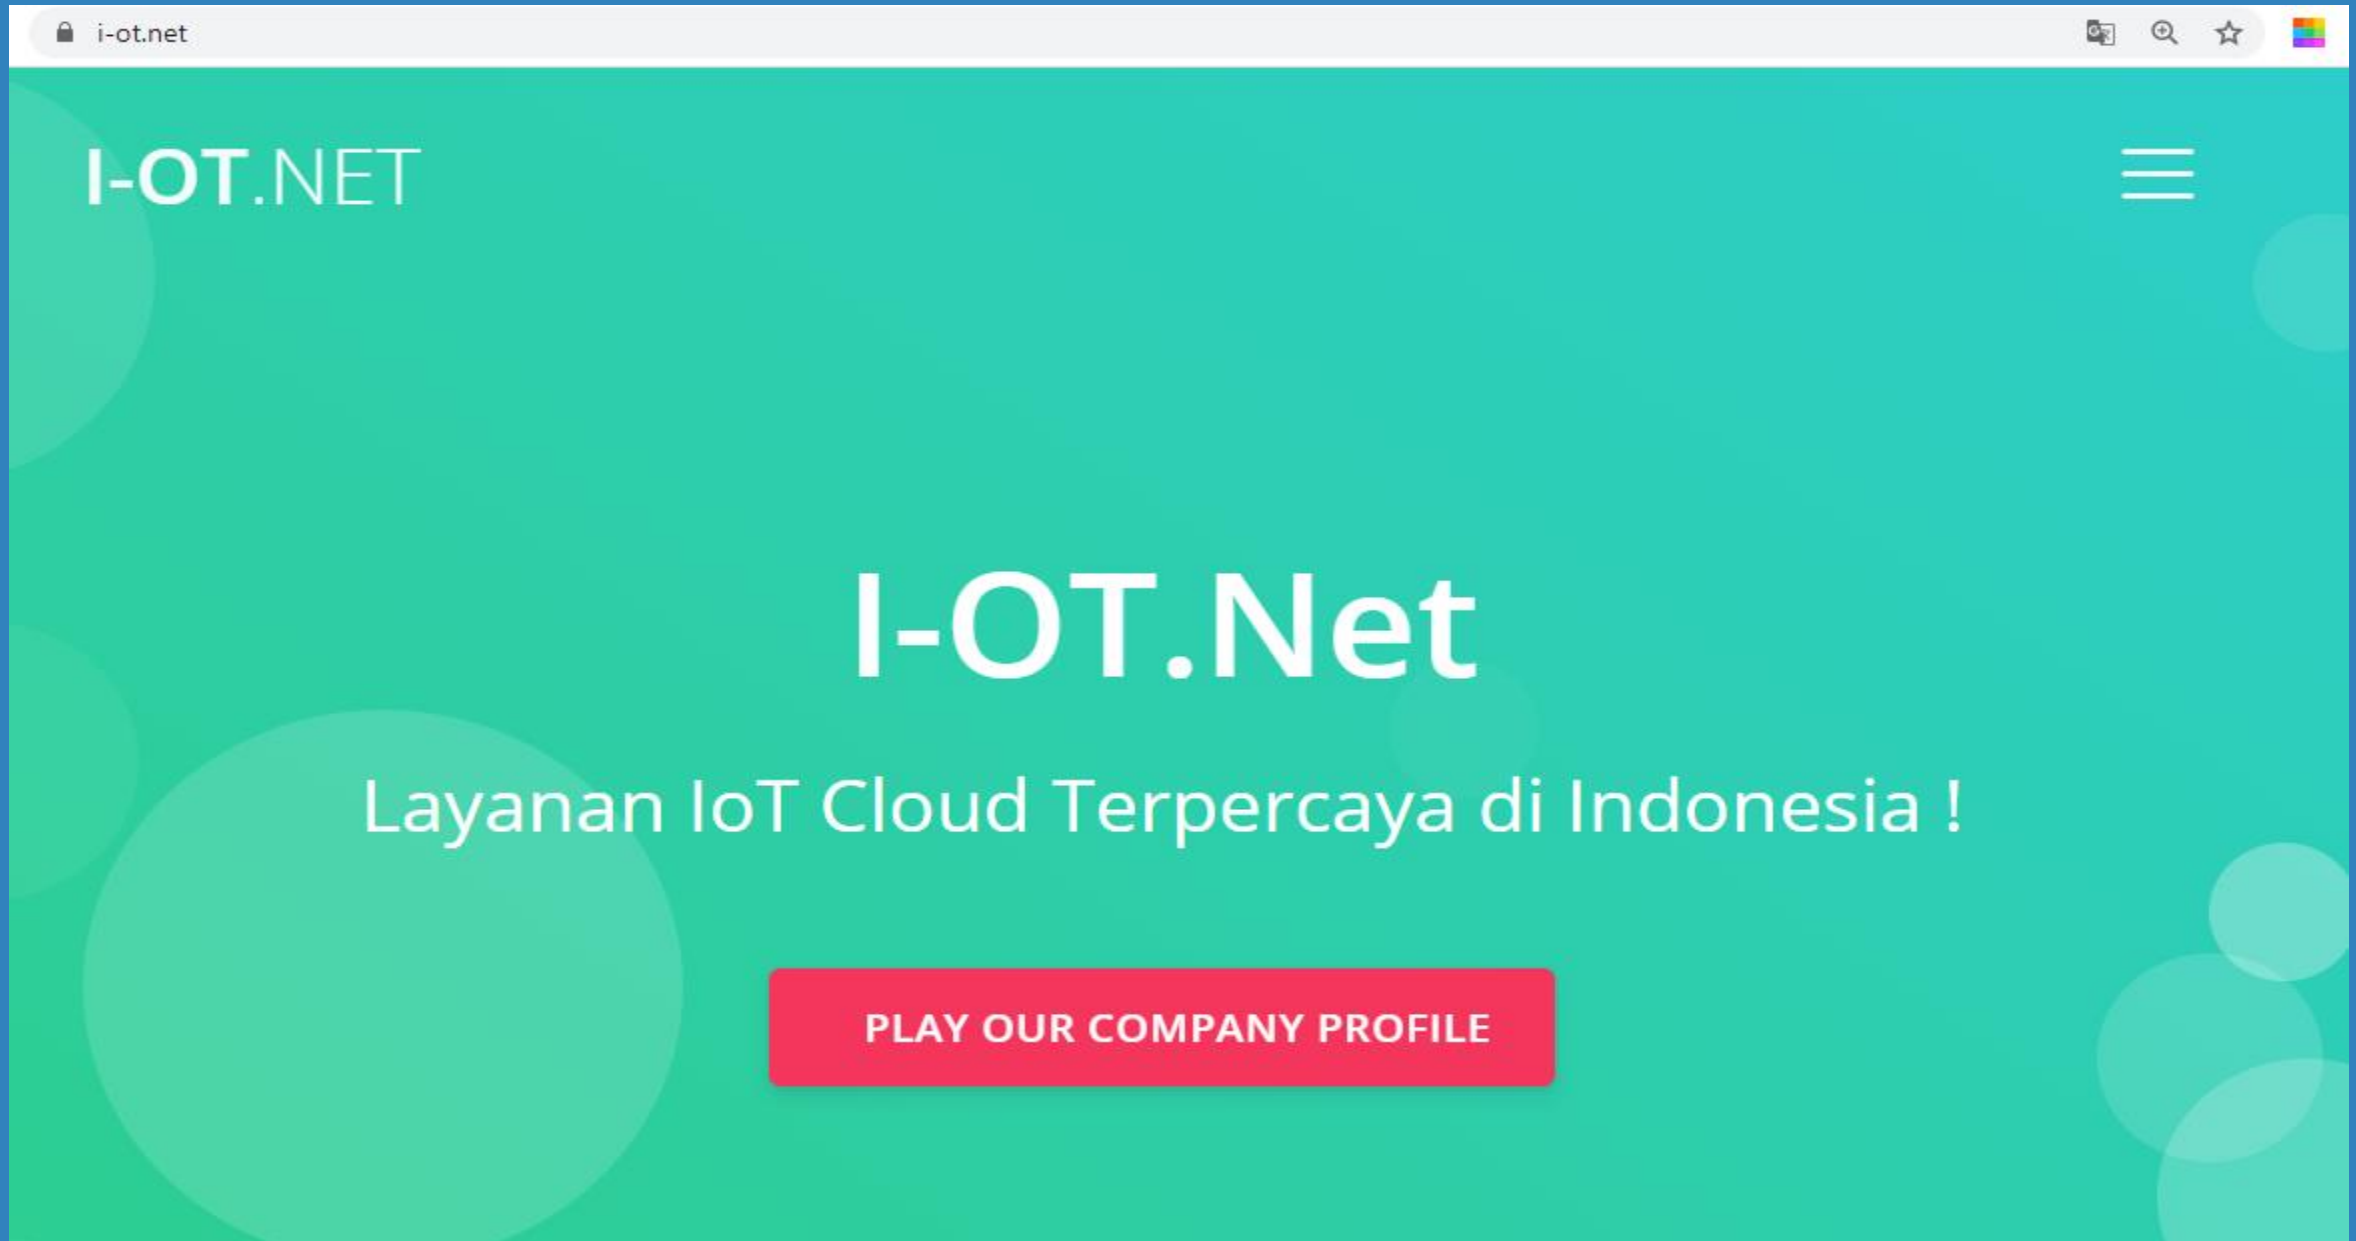 i-ot.net
I-OT.NET
I-OT.Net
Layanan IoT Cloud Terpercaya di Indonesia !
PLAY OUR COMPANY PROFILE